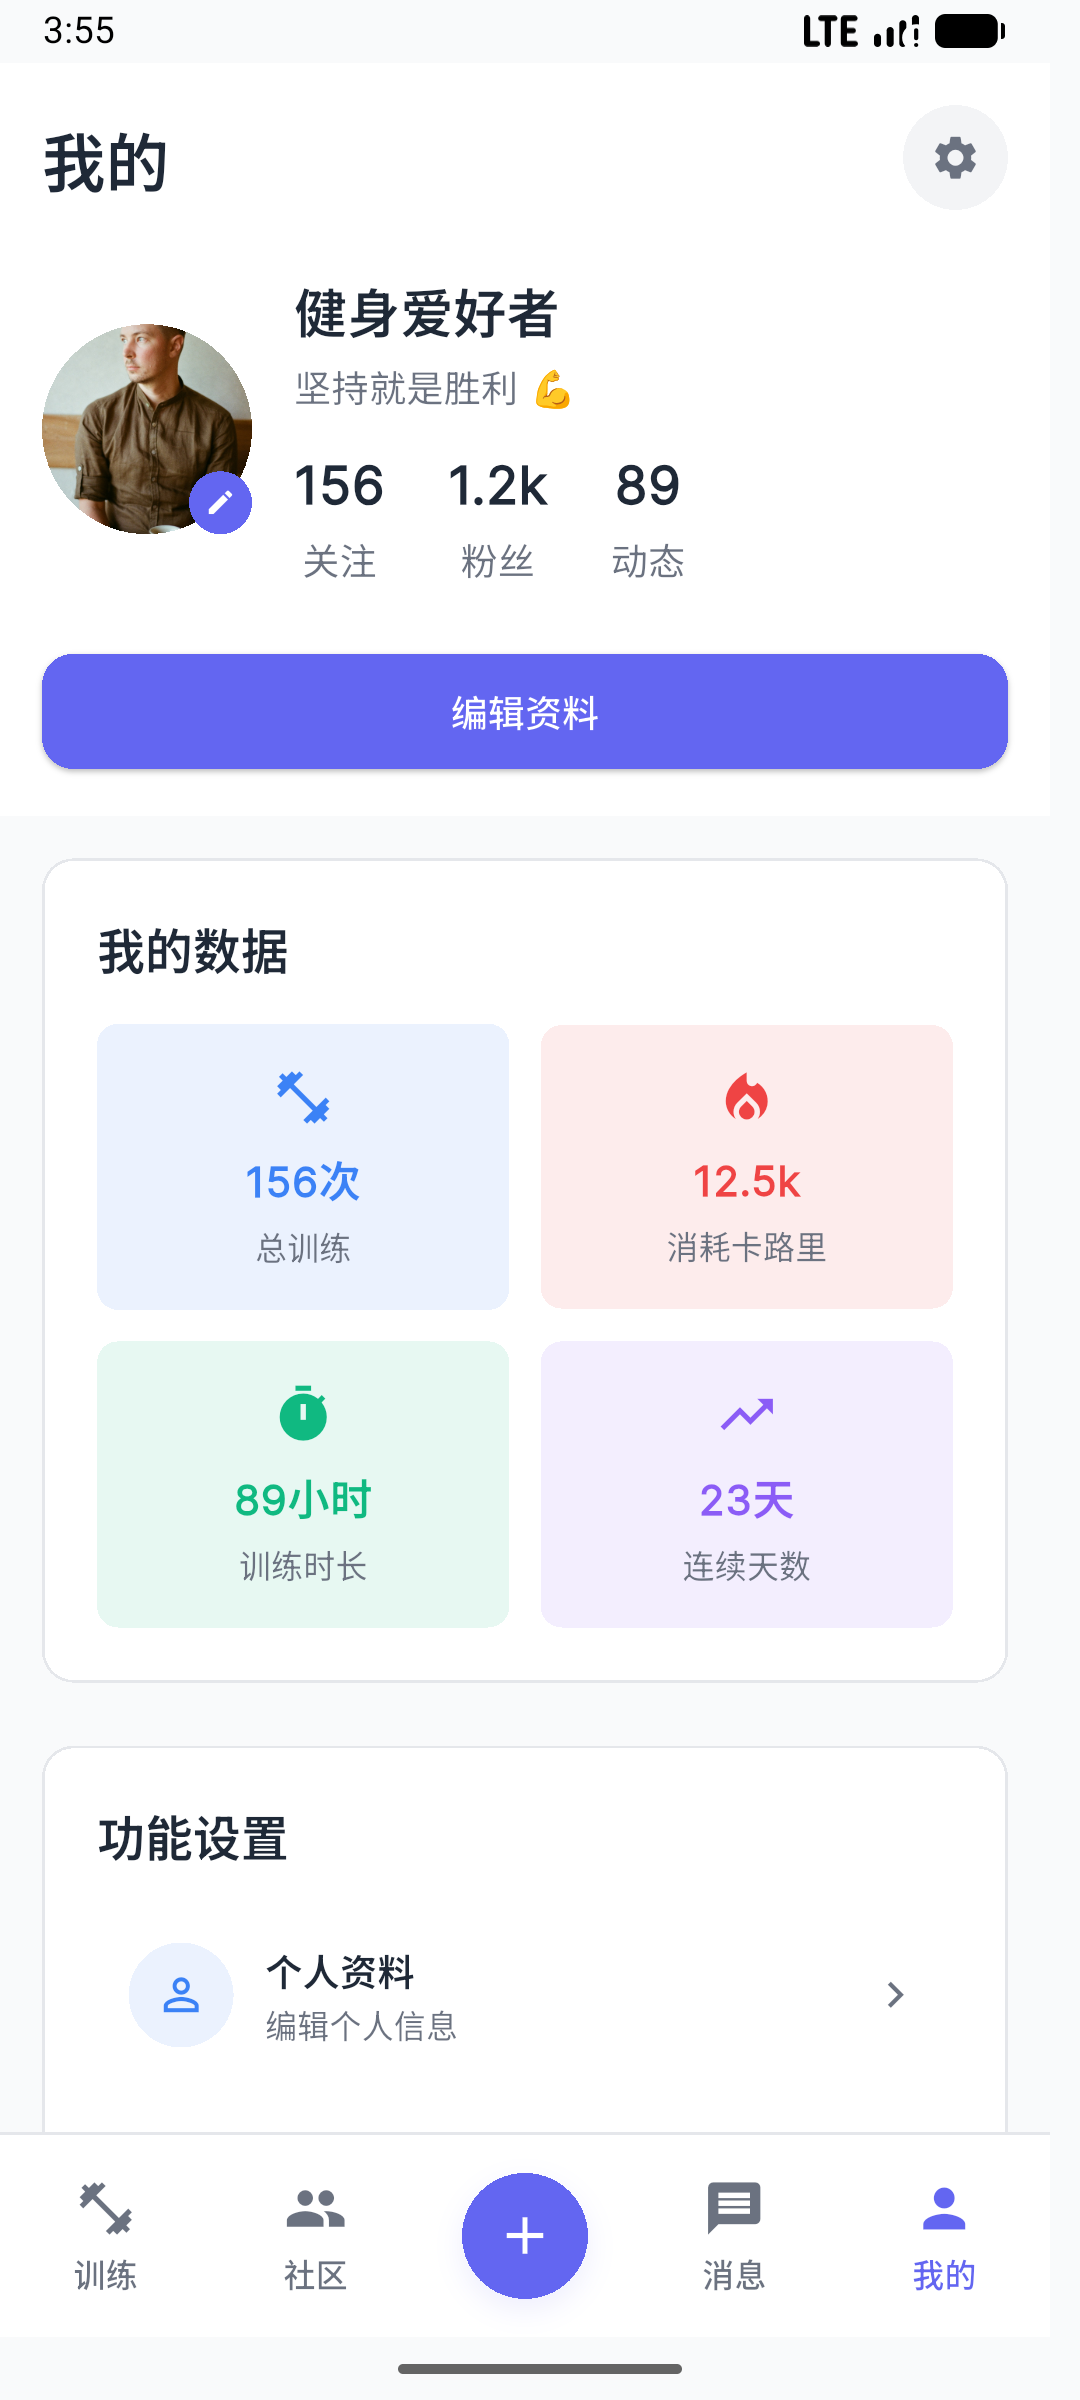 3:55
LTE
我的
健身爱好者
坚持就是胜利 💪
156
1.2k
89
关注
粉丝
动态
编辑资料
我的数据
156次
12.5k
总训练
消耗卡路里
89小时
23天
训练时长
连续天数
功能设置
个人资料
编辑个人信息
训练
社区
消息
我的